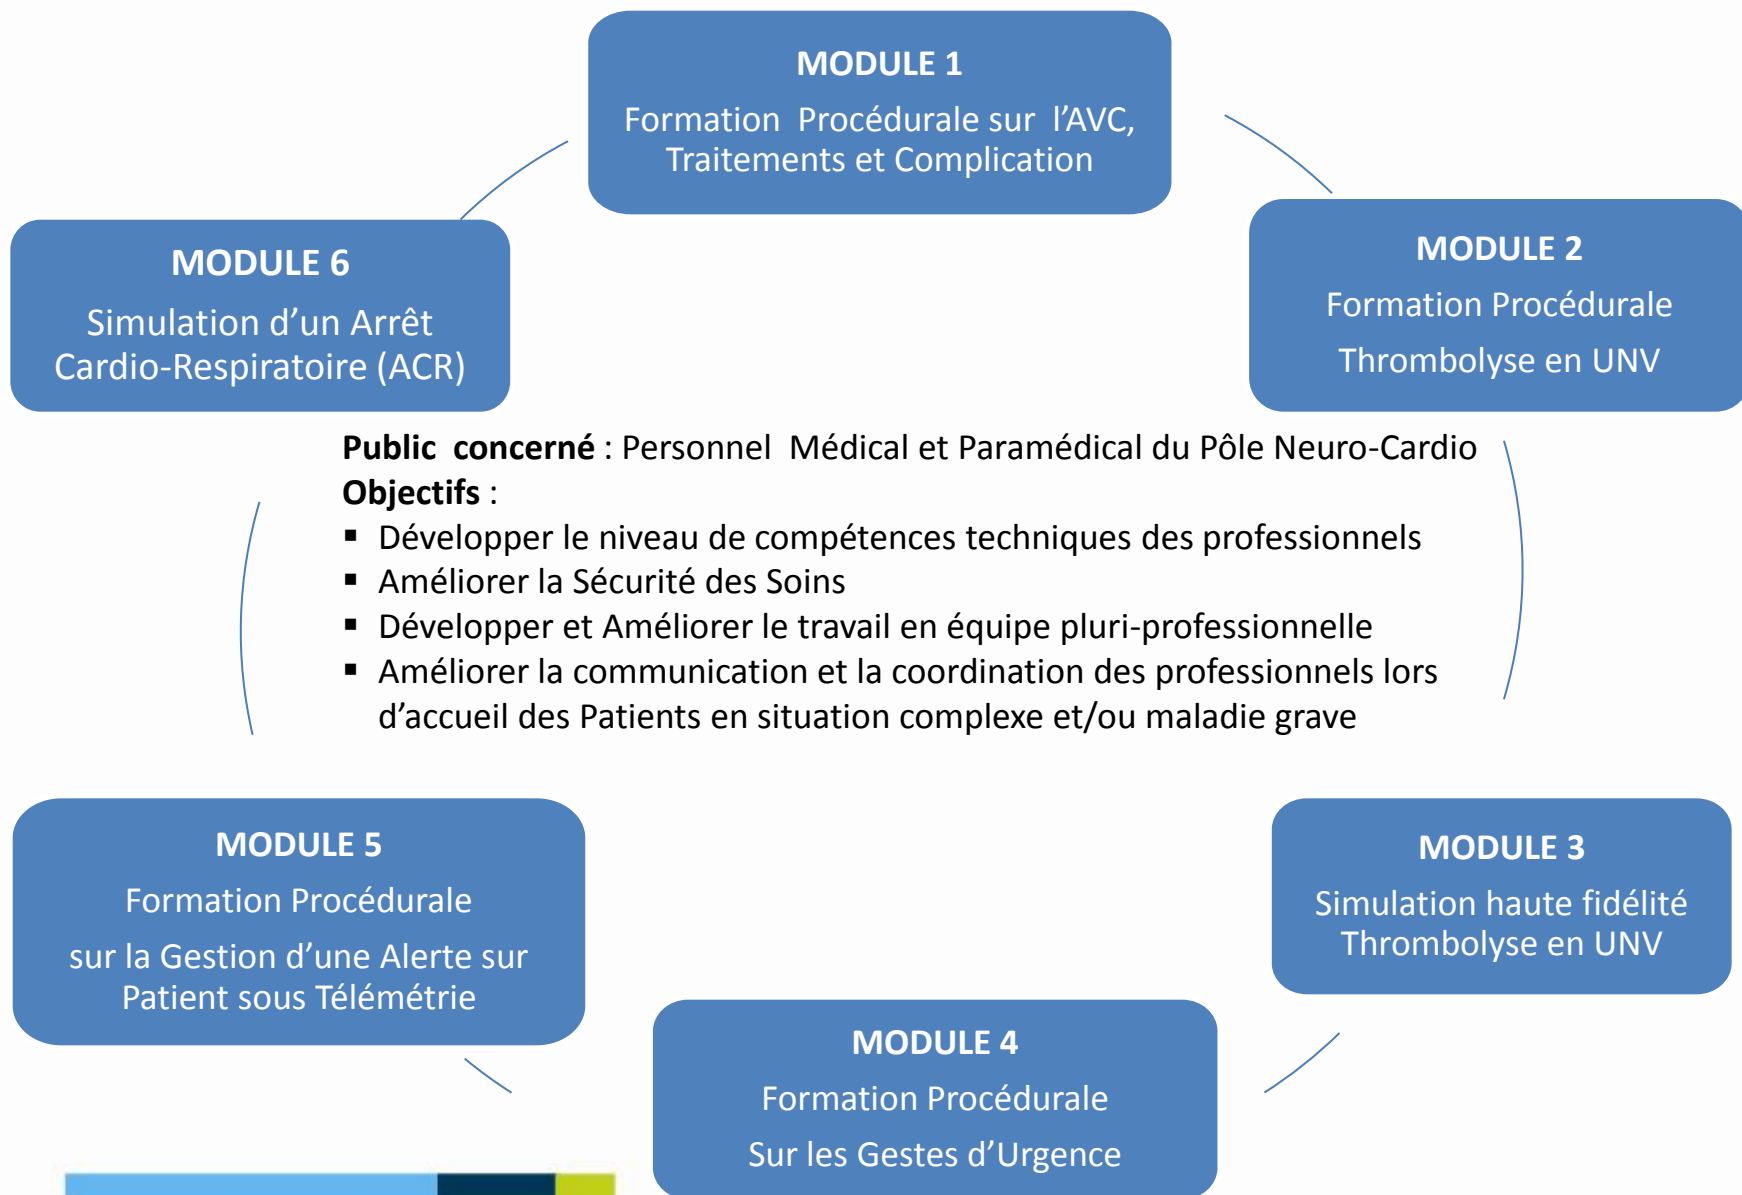 MODULE 1
Formation Procédurale sur l’AVC,
Traitements et Complication
MODULE 2
Formation Procédurale
Thrombolyse en UNV
MODULE 3
Simulation haute fidélité
Thrombolyse en UNV
MODULE 4
Formation Procédurale
Sur les Gestes d’Urgence
MODULE 5
Formation Procédurale
sur la Gestion d’une Alerte sur
Patient sous Télémétrie
MODULE 6
Simulation d’un Arrêt
Cardio-Respiratoire (ACR)
Public concerné : Personnel Médical et Paramédical du Pôle Neuro-Cardio
Objectifs :
▪ Développer le niveau de compétences techniques des professionnels
▪ Améliorer la Sécurité des Soins
▪ Développer et Améliorer le travail en équipe pluri-professionnelle
▪ Améliorer la communication et la coordination des professionnels lors
d’accueil des Patients en situation complexe et/ou maladie grave